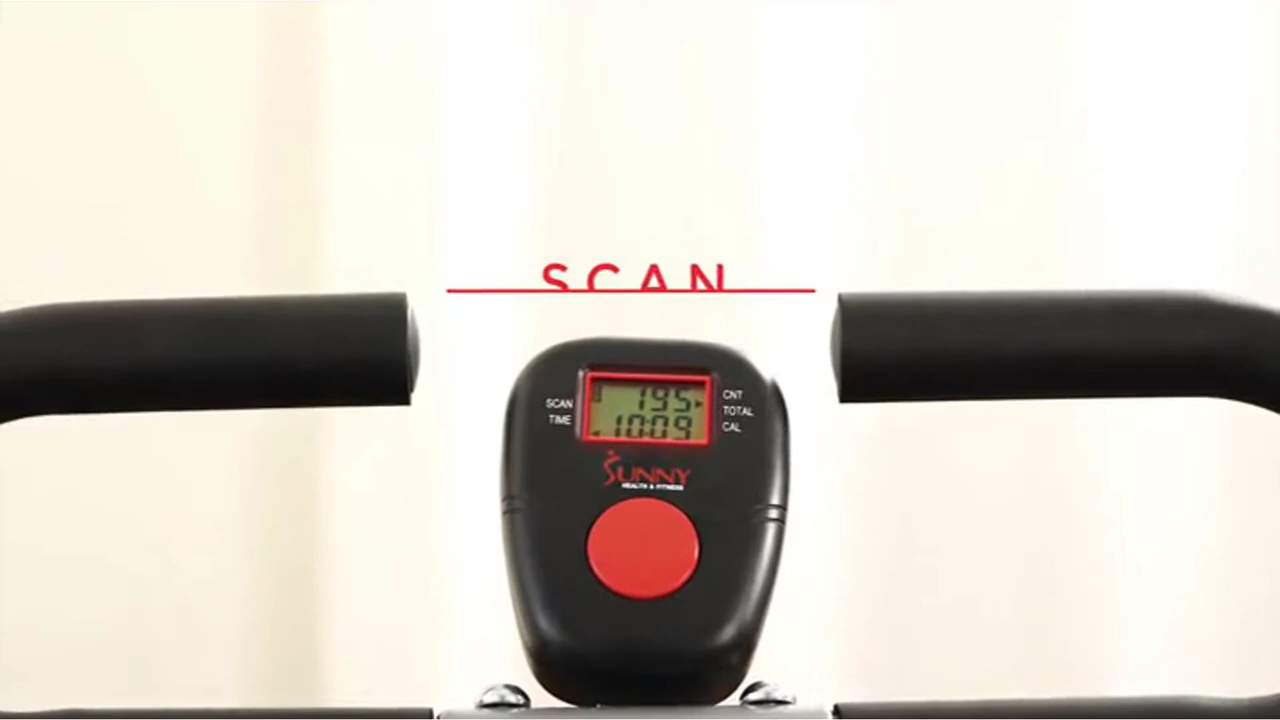 SCAN
195
10:09
SCAN
TIME
CNT
TOTAL
CAL
SUNNY
HEALTH & FITNESS